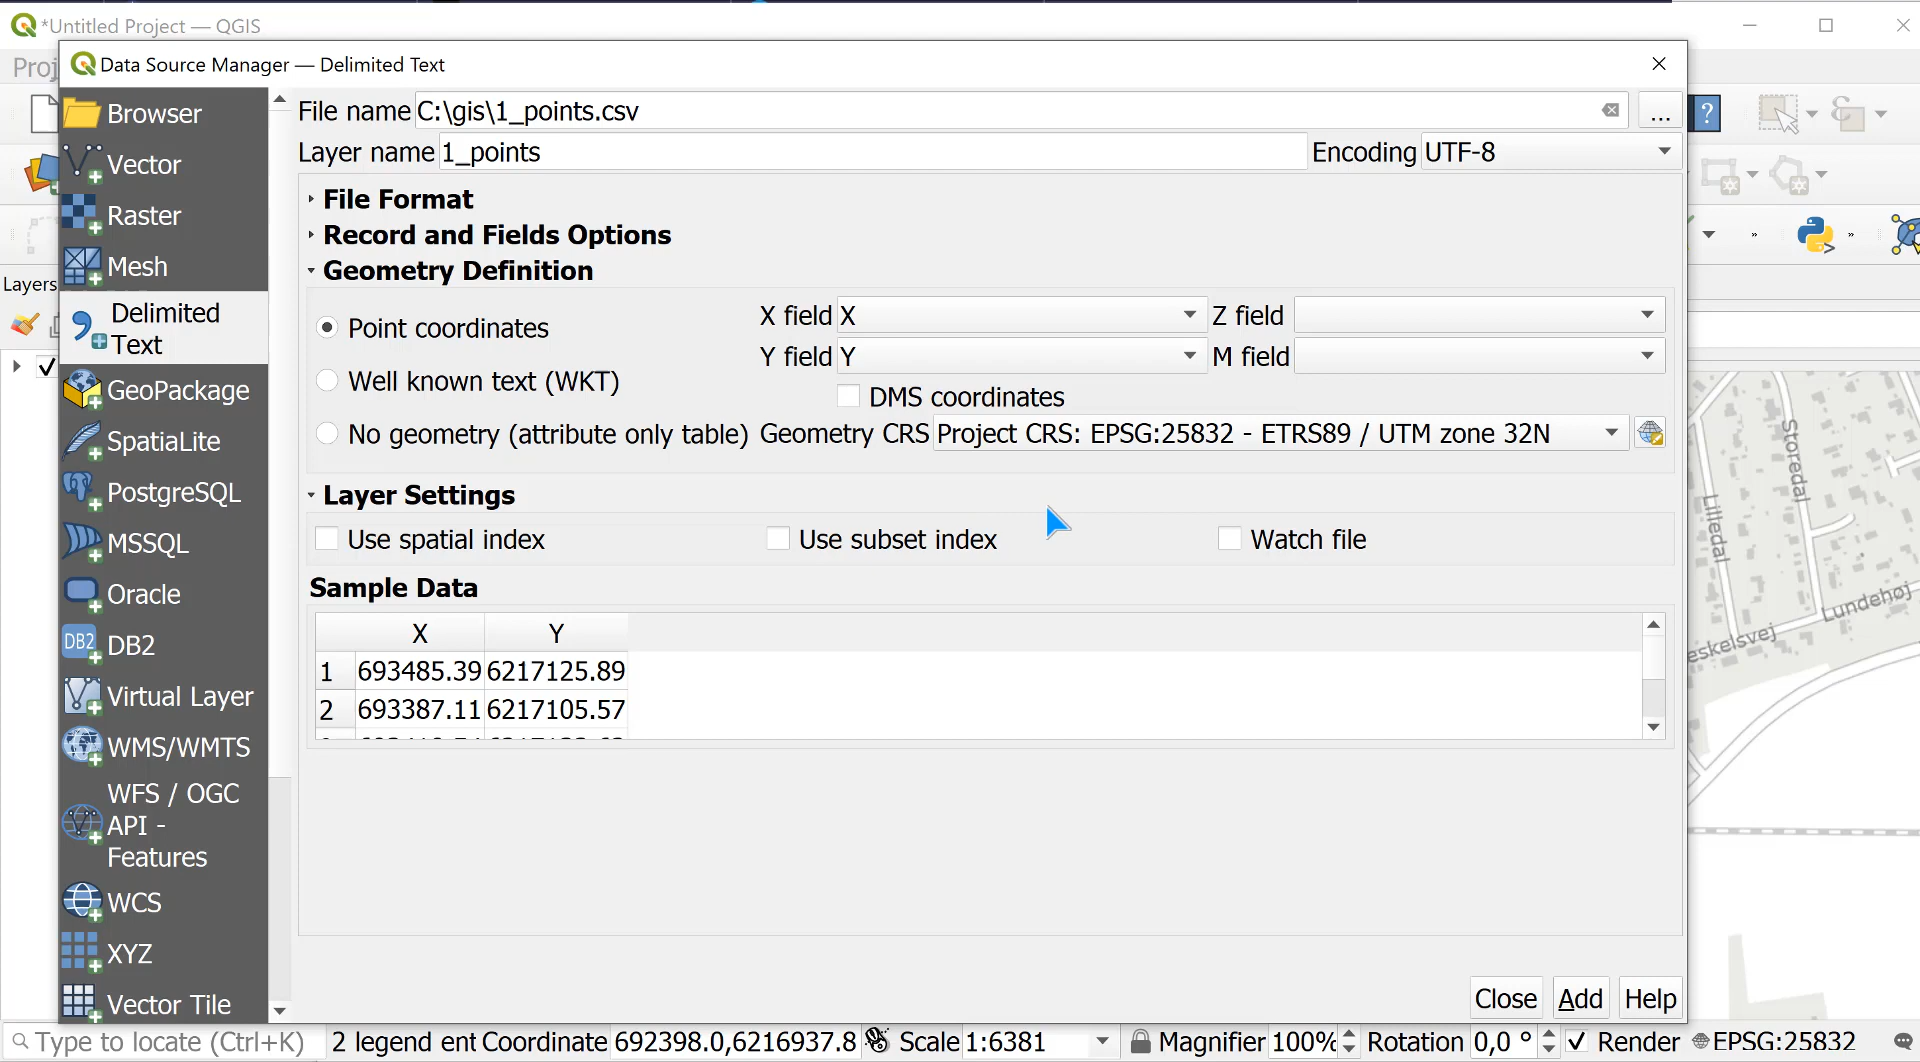 *Untitled Project — QGIS
Data Source Manager — Delimited Text
Proj
Browser
Vector
Raster
Mesh
Delimited
Text
GeoPackage
SpatiaLite
PostgreSQL
MSSQL
Oracle
DB2
DB2
Virtual Layer
WMS/WMTS
WFS / OGC
API -
Features
WCS
XYZ
Vector Tile
Layers
File name C:\gis\1_points.csv
...
Layer name 1_points
Encoding UTF-8
File Format
Record and Fields Options
Geometry Definition
Point coordinates
X field X
Z field
Y field Y
M field
Well known text (WKT)
DMS coordinates
No geometry (attribute only table)
Geometry CRS Project CRS: EPSG:25832 - ETRS89 / UTM zone 32N
Layer Settings
Use spatial index
Use subset index
Watch file
Sample Data
X Y
1 693485.39 6217125.89
2 693387.11 6217105.57
Close
Add
Help
Storedal
Lilledal
Lundehøj
eskelsvej
Type to locate (Ctrl+K)
2 legend ent Coordinate 692398.0,6216937.8 Scale 1:6381 Magnifier 100% Rotation 0,0 ° Render EPSG:25832